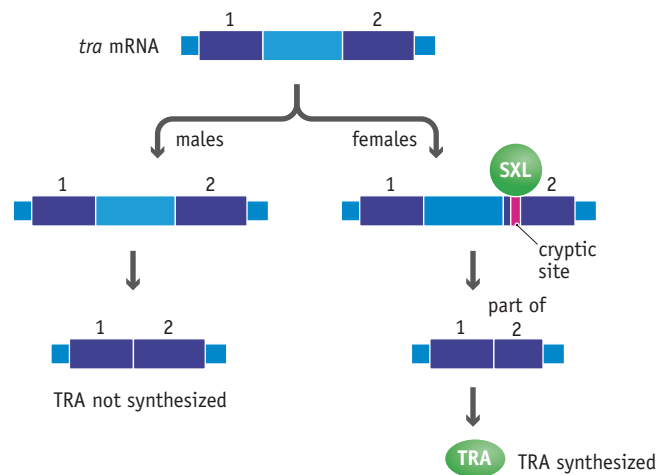 1 2
tra mRNA
males females
SXL
1 2 1 2
cryptic
site
part of
1 2 1 2
TRA not synthesized
TRA TRA synthesized